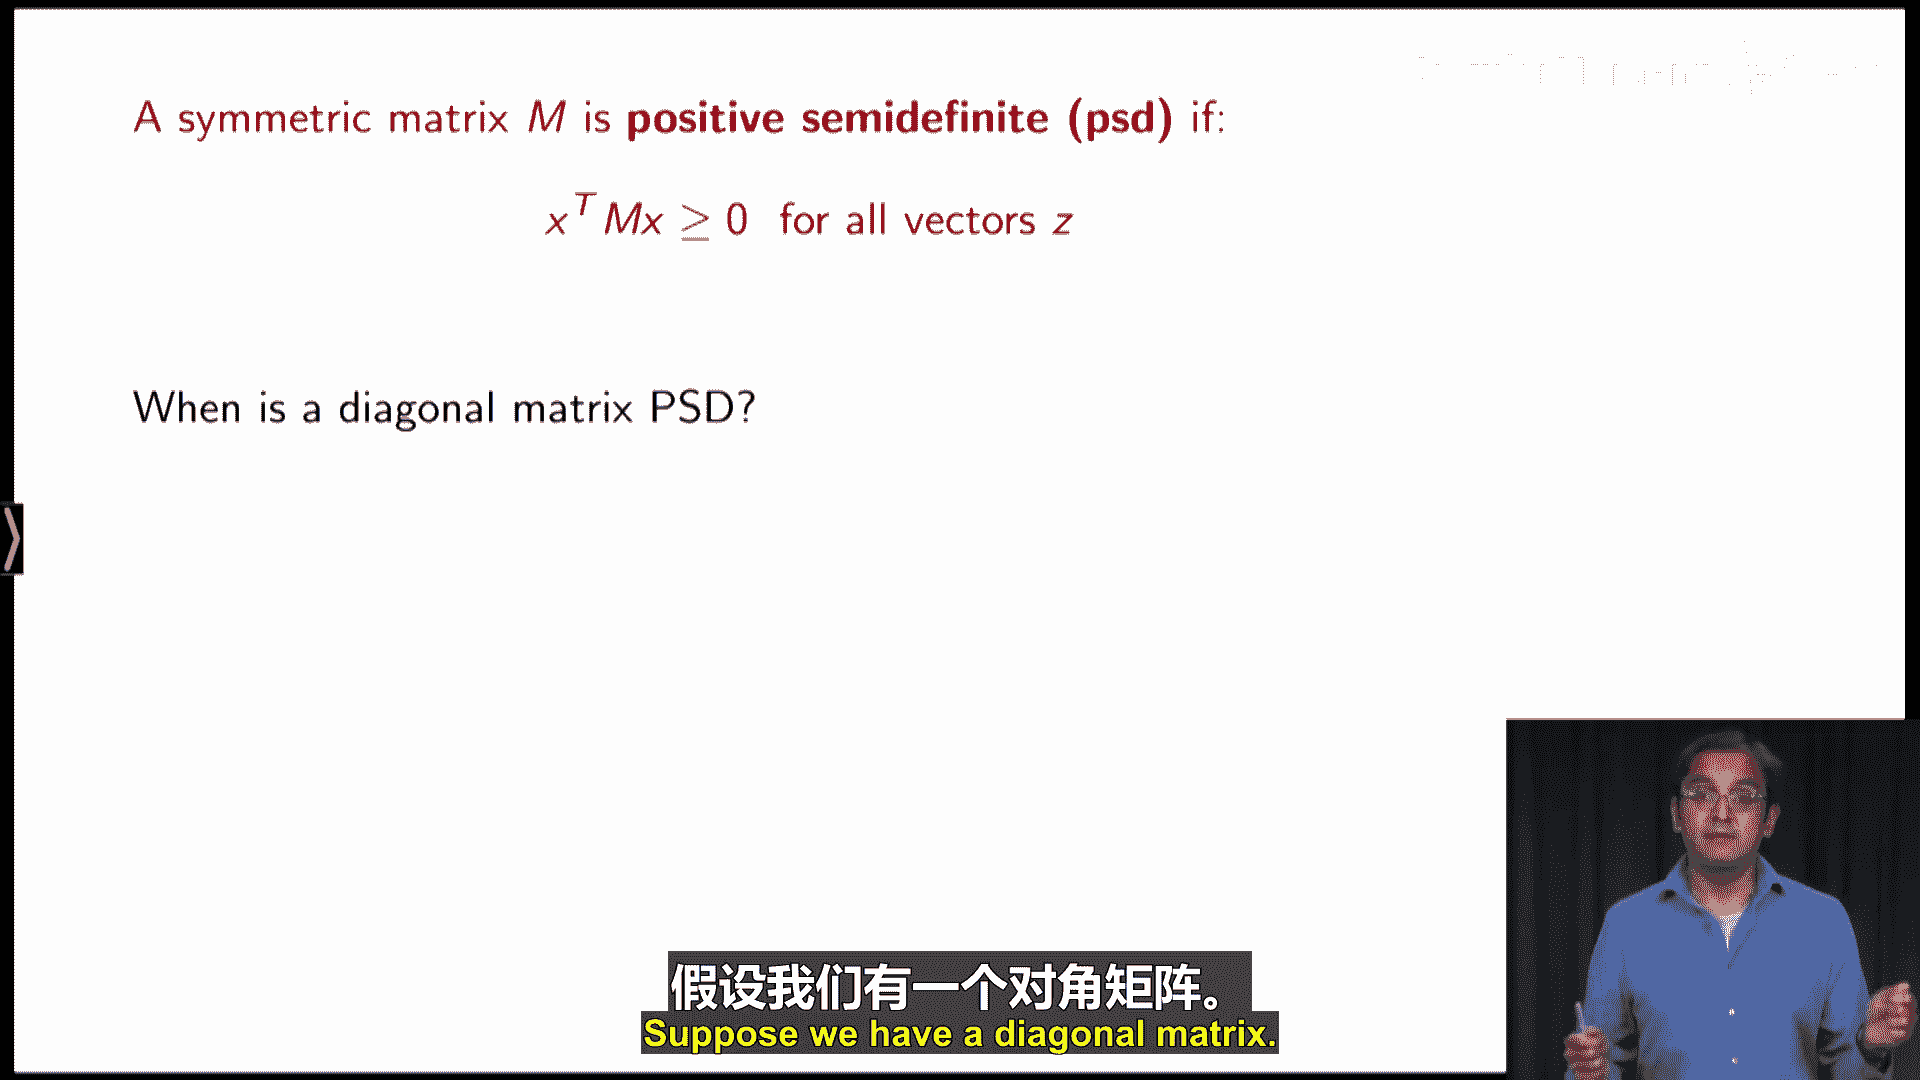 A symmetric matrix M is positive semidefinite (psd) if:
x^T Mx ≥ 0 for all vectors z
When is a diagonal matrix PSD?
假设我们有一个对角矩阵。
Suppose we have a diagonal matrix.